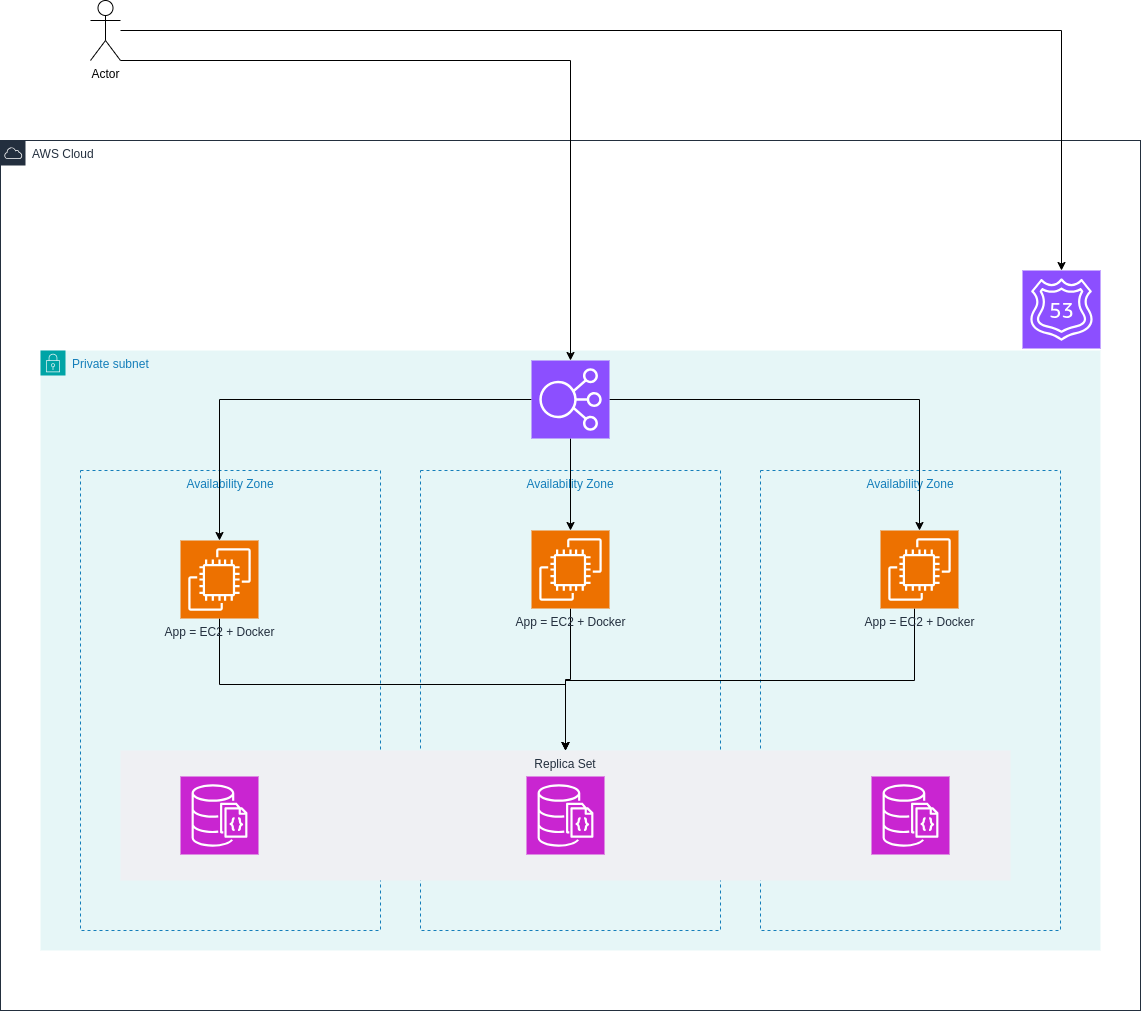 Actor
AWS Cloud
53
Private subnet
Availability Zone
Availability Zone
Availability Zone
App = EC2 + Docker
App = EC2 + Docker
App = EC2 + Docker
Replica Set
{}
{}
{}